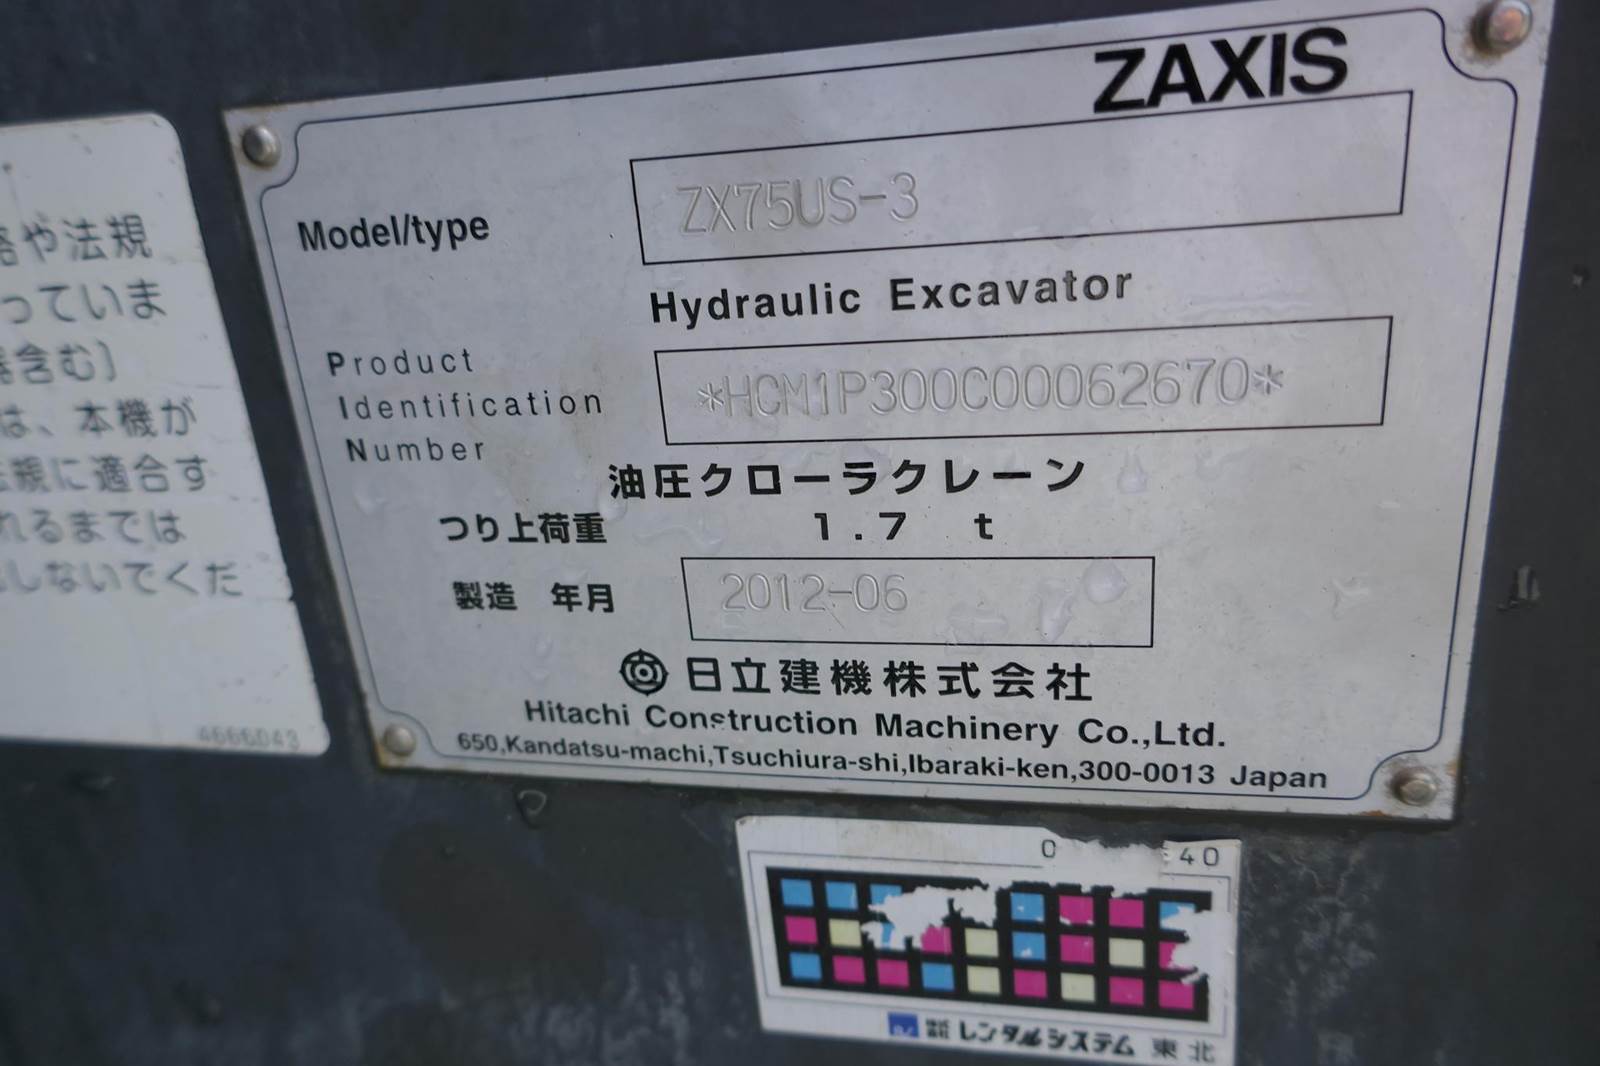 ZAXIS
Model/type
ZX75US-3
Hydraulic Excavator
Product
Identification
Number
*HCM1P300C00062670*
油圧クローラクレーン
つり上荷重 1.7 t
製造 年月 2012-06
日立建機株式会社
Hitachi Construction Machinery Co.,Ltd.
650,Kandatsu-machi,Tsuchiura-shi,Ibaraki-ken,300-0013 Japan
や法規
っていま
含む)
は、本機が
規に適合す
れるまでは
しないでくだ
4666043
0 40
株式会社 レンタルシステム 東北